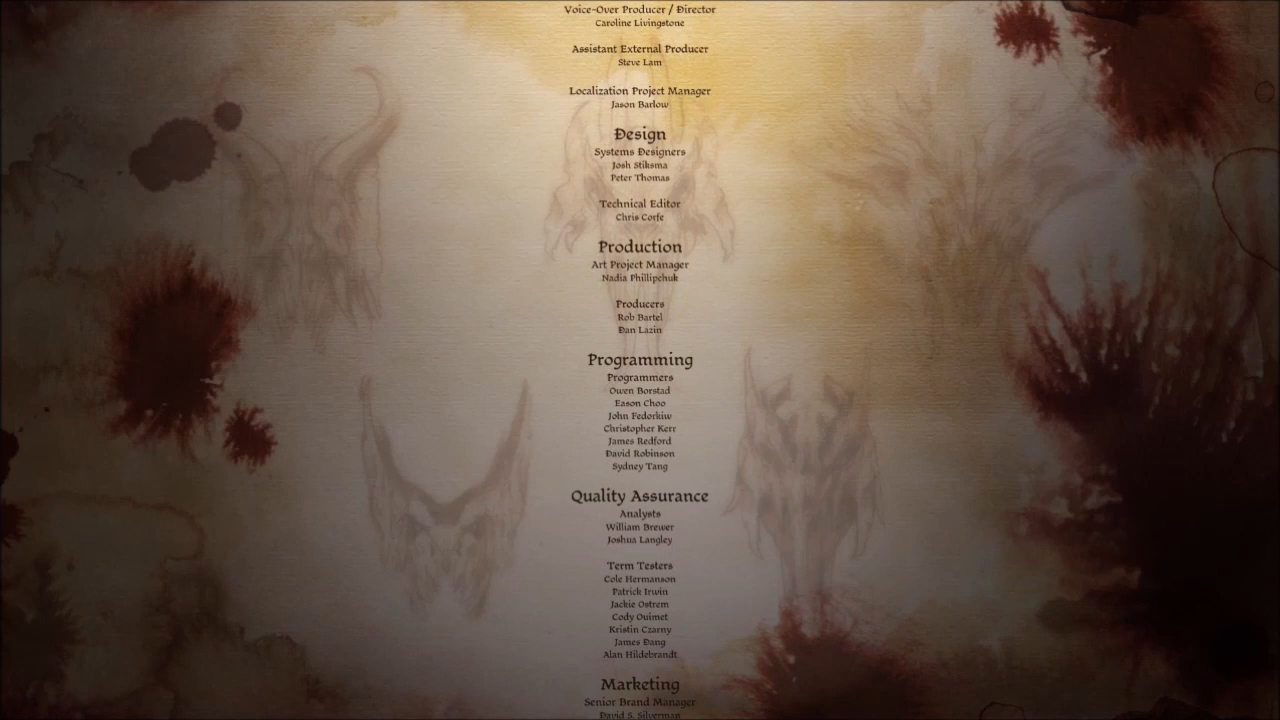 Voice-Over Producer / Director
Caroline Livingstone
Assistant External Producer
Steve Lam
Localization Project Manager
Jason Barlow
Design
Systems Designers
Josh Stiksma
Peter Thomas
Technical Editor
Chris Corfe
Production
Art Project Manager
Nadia Phillipchuk
Producers
Rob Bartel
Dan Lazin
Programming
Programmers
Owen Borstad
Eason Choo
John Fedorkiw
Christopher Kerr
James Redford
David Robinson
Sydney Tang
Quality Assurance
Analysts
William Brewer
Joshua Langley
Term Testers
Cole Hermanson
Patrick Irwin
Jackie Ostrem
Cody Ouimet
Kristin Czarny
James Dang
Alan Hildebrandt
Marketing
Senior Brand Manager
David S. Silverman